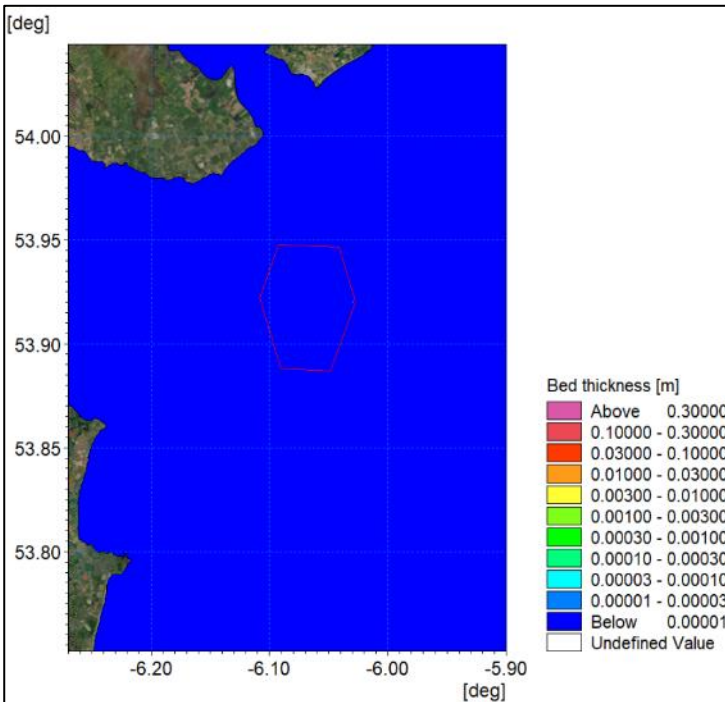 [deg]
54.00
53.95
53.90
53.85
53.80
-6.20 -6.10 -6.00 -5.90
[deg]
Bed thickness [m]
Above 0.30000
0.10000 - 0.30000
0.03000 - 0.10000
0.01000 - 0.03000
0.00300 - 0.01000
0.00100 - 0.00300
0.00030 - 0.00100
0.00010 - 0.00030
0.00003 - 0.00010
0.00001 - 0.00003
Below 0.00001
Undefined Value